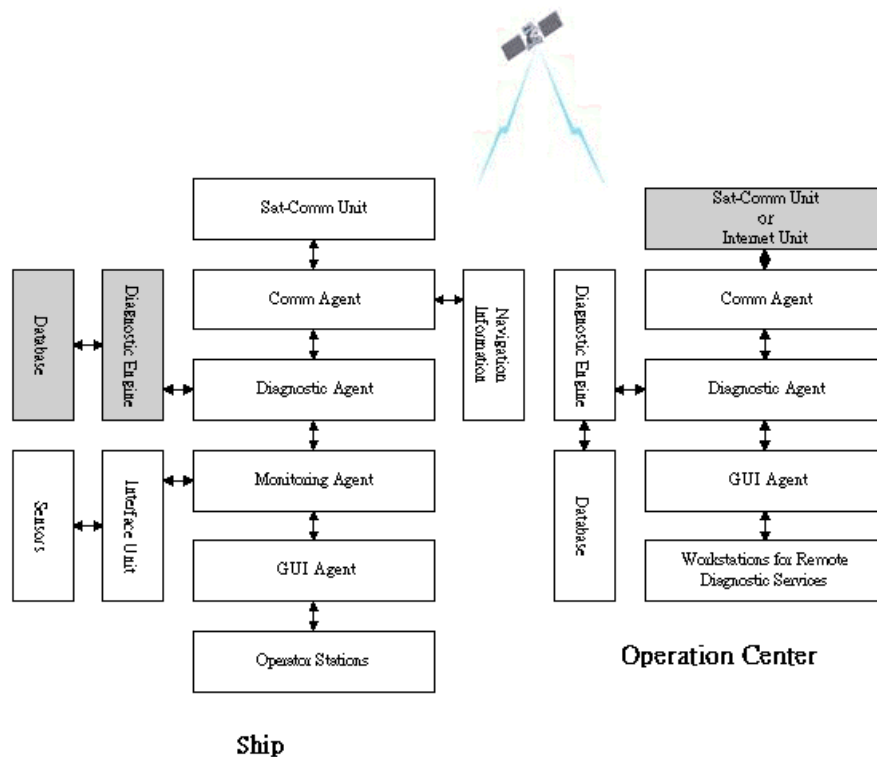 Sat-Comm Unit
Comm Agent
Diagnostic Agent
Monitoring Agent
GUI Agent
Operator Stations
Database
Diagnostic Engine
Sensors
Interface Unit
Navigation
Information
Ship
Sat-Comm Unit
or
Internet Unit
Comm Agent
Diagnostic Agent
GUI Agent
Workstations for Remote
Diagnostic Services
Diagnostic Engine
Database
Operation Center